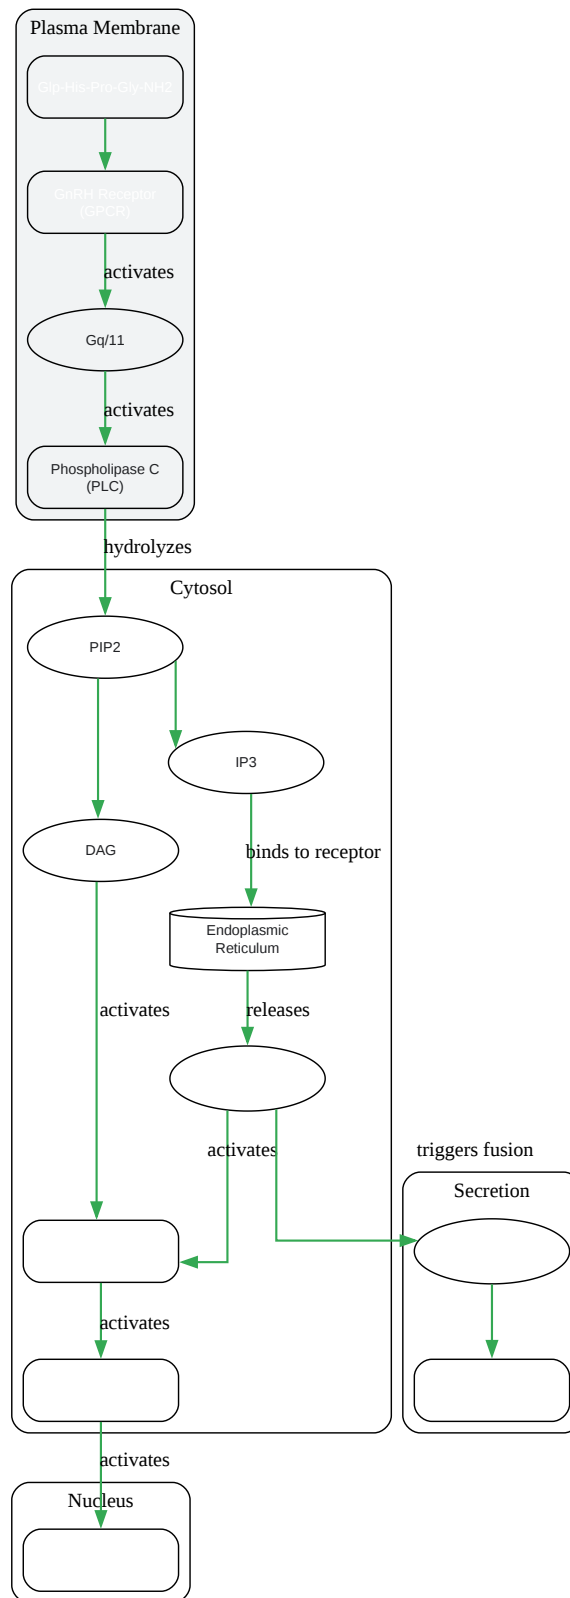 Plasma Membrane
Glp-His-Pro-Gly-NH2
GnRH Receptor
(GPCR)
activates
Gq/11
activates
Phospholipase C
(PLC)
hydrolyzes
Cytosol
PIP2
IP3
binds to receptor
DAG
Endoplasmic
Reticulum
activates
releases
activates
triggers fusion
Secretion
activates
activates
Nucleus